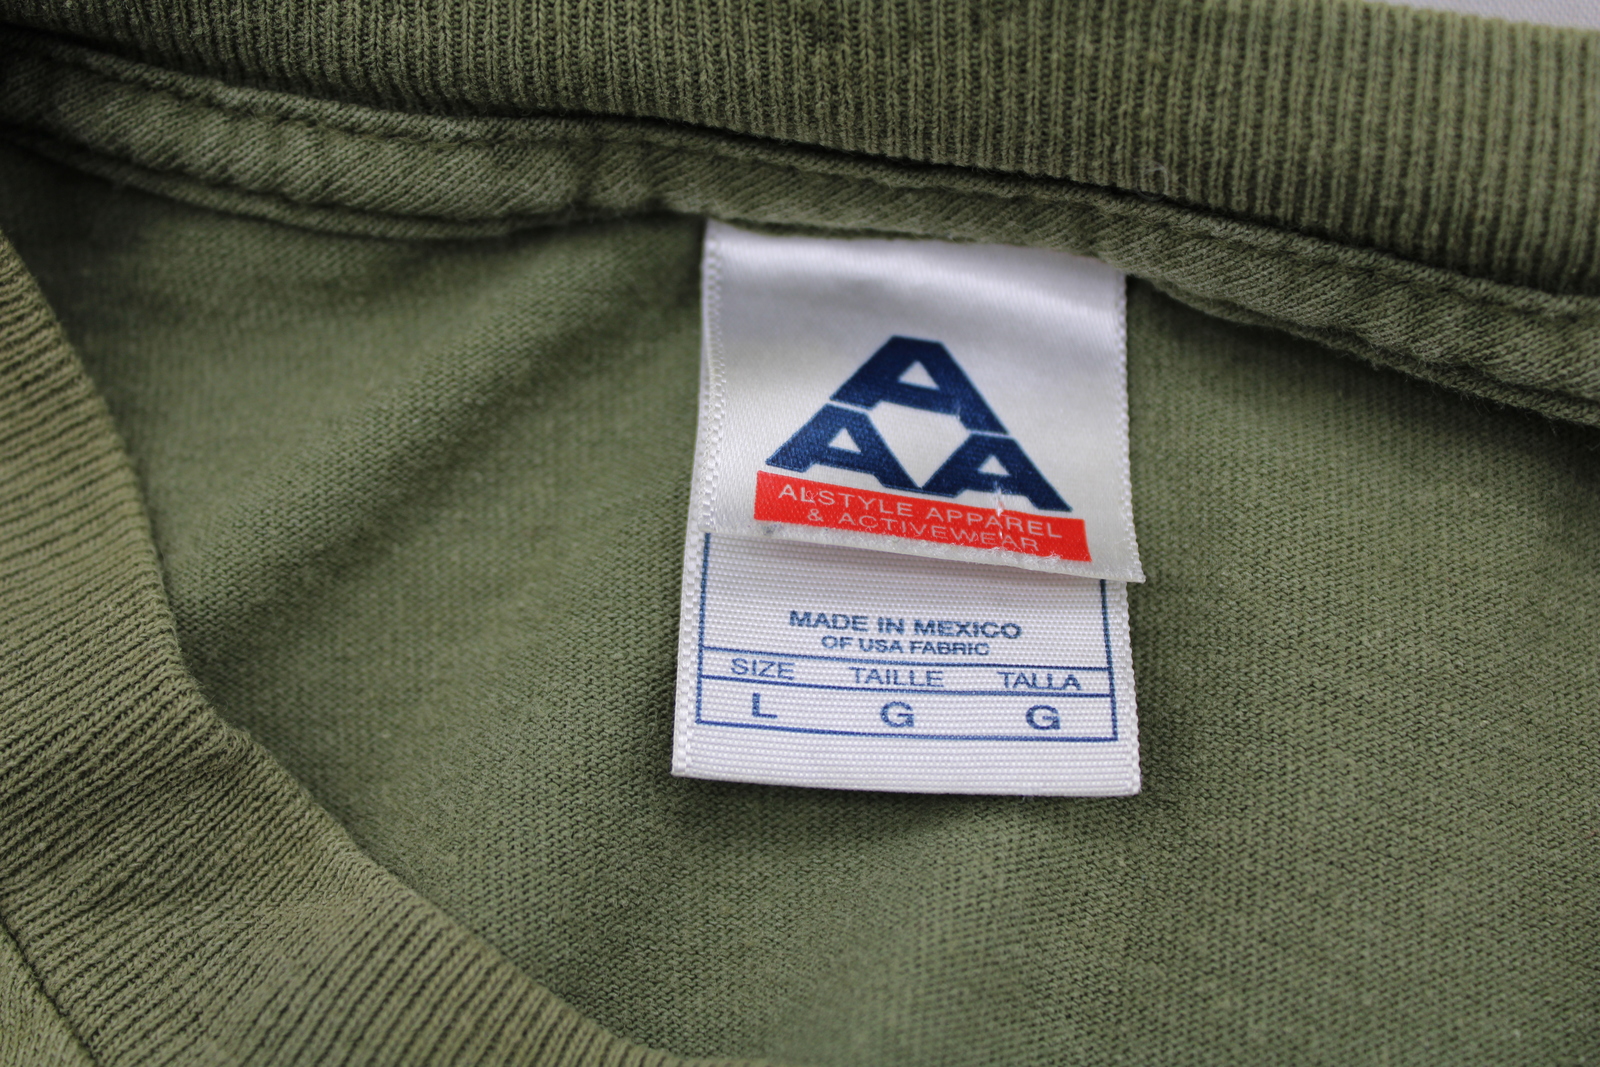 AAA
ALSTYLE APPAREL
& ACTIVEWEAR
MADE IN MEXICO
OF USA FABRIC
SIZE TAILLE TALLA
L G G